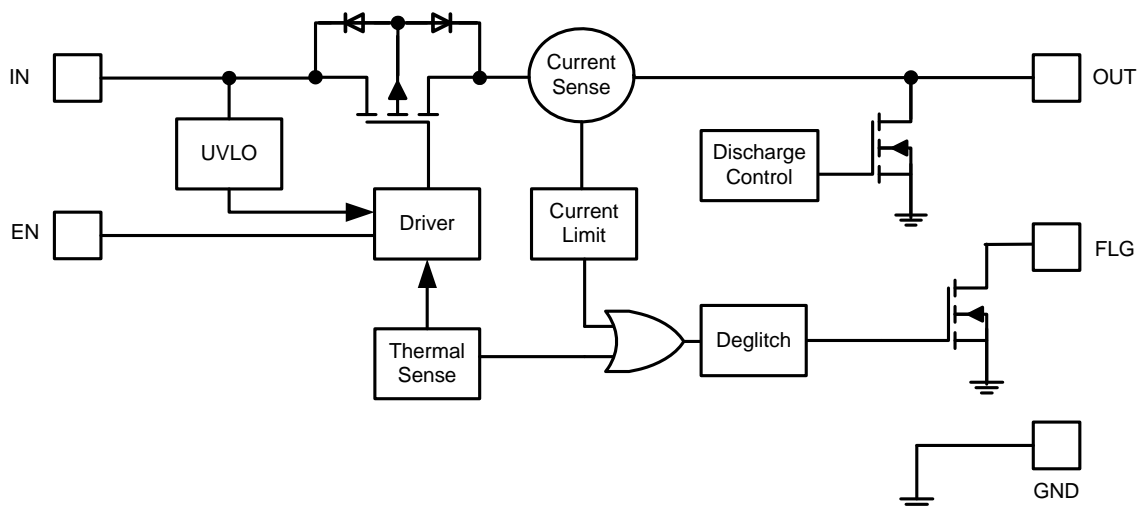 IN
UVLO
EN
Driver
Thermal
Sense
Current
Sense
Current
Limit
Discharge
Control
Deglitch
OUT
FLG
GND